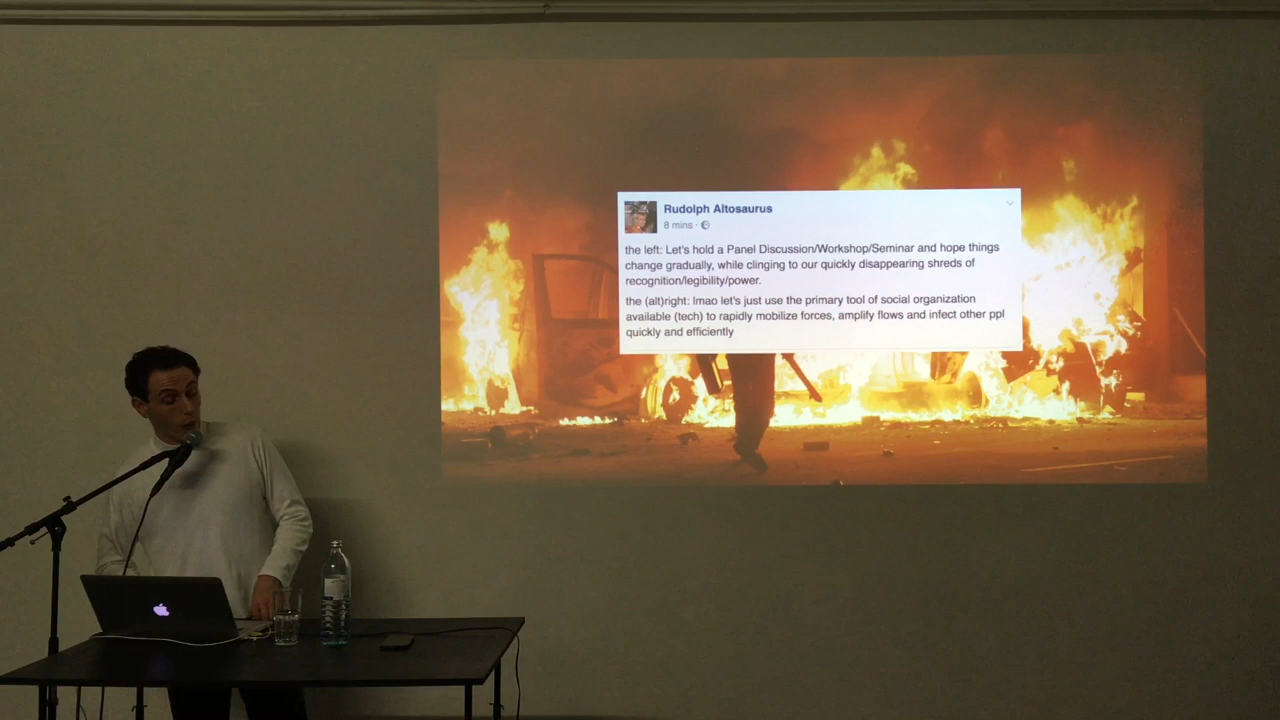 Rudolph Altosaurus
8 mins ·
the left: Let's hold a Panel Discussion/Workshop/Seminar and hope things
change gradually, while clinging to our quickly disappearing shreds of
recognition/legibility/power.
the (alt)right: lmao let's just use the primary tool of social organization
available (tech) to rapidly mobilize forces, amplify flows and infect other ppl
quickly and efficiently